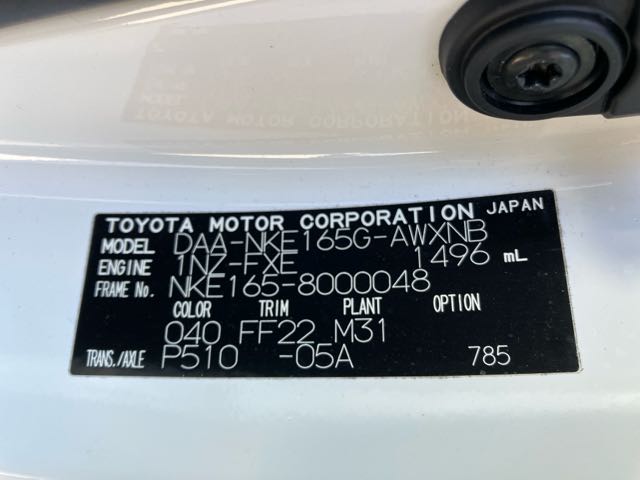 TOYOTA MOTOR CORPORATION JAPAN
MODEL DAA-NKE165G-AWXNB
ENGINE 1NZ-FXE 1496 mL
FRAME No. NKE165-8000048
COLOR TRIM PLANT OPTION
040 FF22 M31
TRANS./AXLE P510 -05A 785